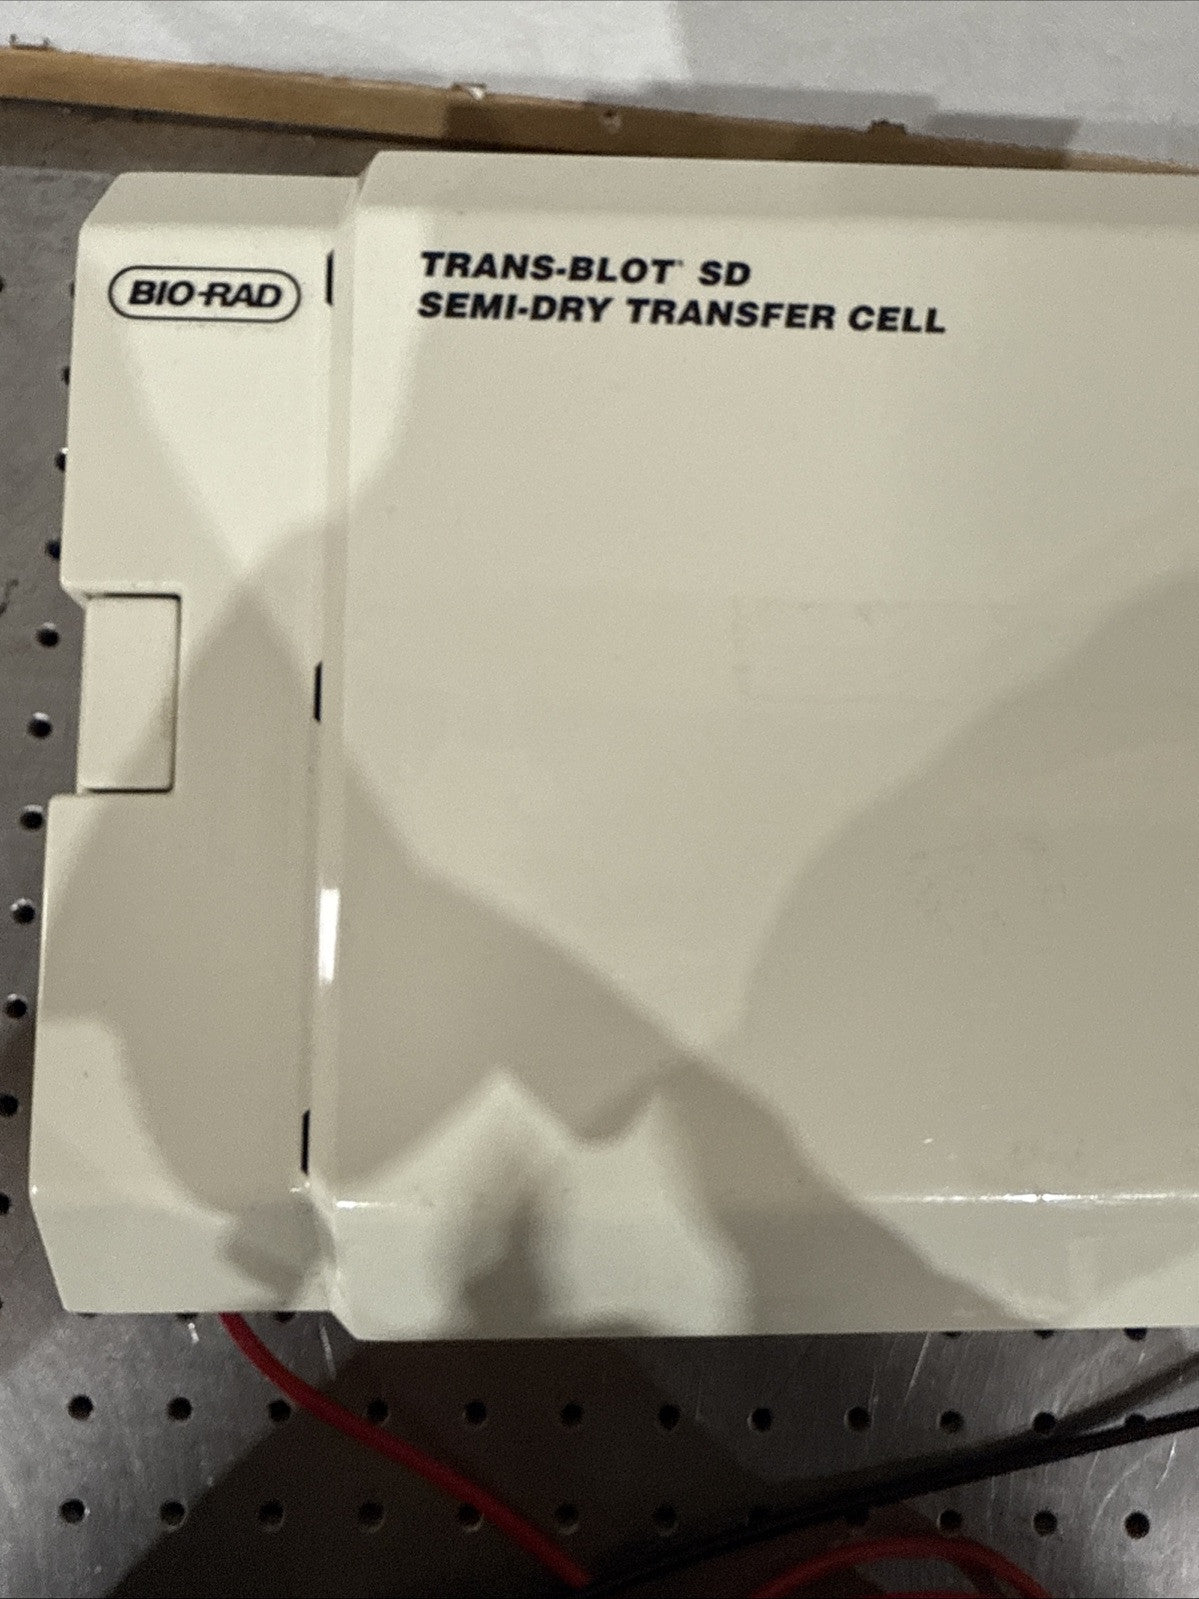 BIO-RAD
TRANS-BLOT SD
SEMI-DRY TRANSFER CELL